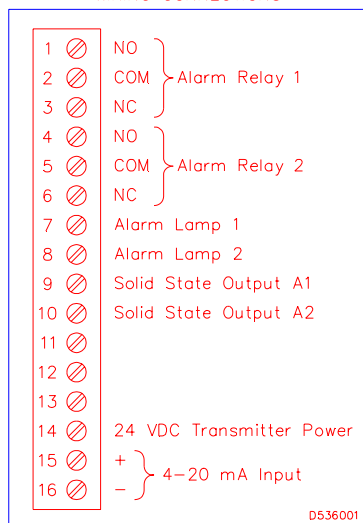 1 NO
2 COM Alarm Relay 1
3 NC
4 NO
5 COM Alarm Relay 2
6 NC
7 Alarm Lamp 1
8 Alarm Lamp 2
9 Solid State Output A1
10 Solid State Output A2
11
12
13
14 24 VDC Transmitter Power
15 +
4-20 mA Input
16 -
D536001